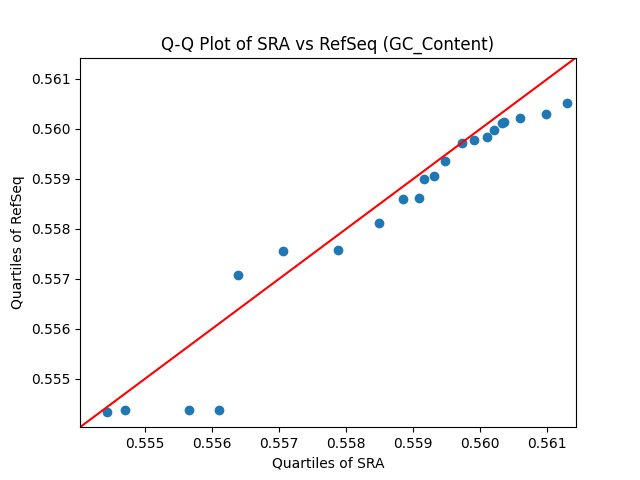 Q-Q Plot of SRA vs RefSeq (GC_Content)
Quartiles of RefSeq
0.561
0.560
0.559
0.558
0.557
0.556
0.555
0.555 0.556 0.557 0.558 0.559 0.560 0.561
Quartiles of SRA